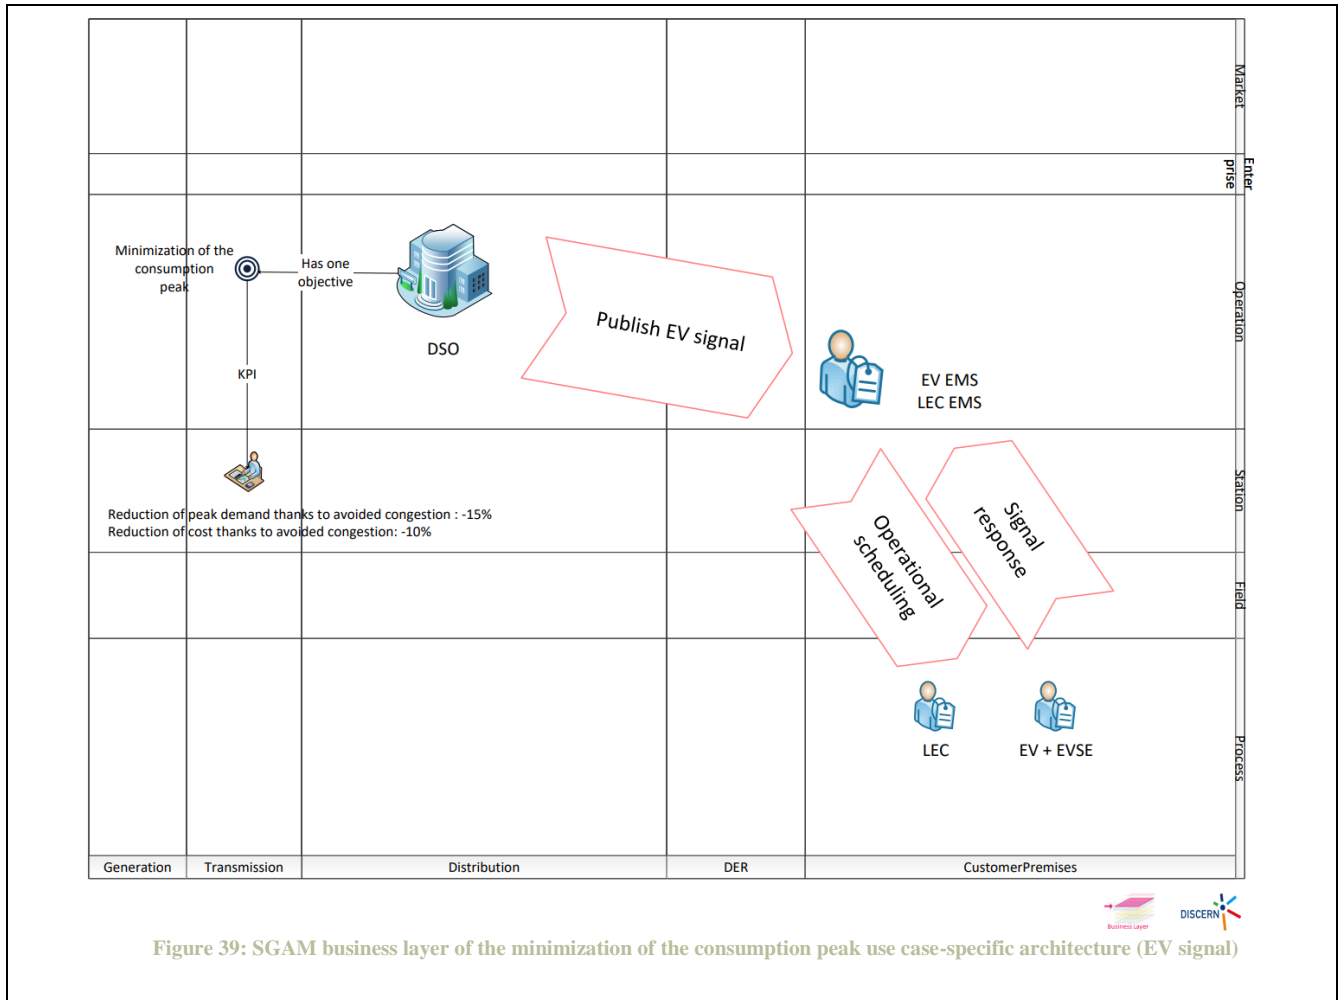 Market
Enter
prise
Minimization of the
consumption
peak
Has one
objective
DSO
Publish EV signal
Operation
KPI
EV EMS
LEC EMS
Reduction of peak demand thanks to avoided congestion : -15%
Reduction of cost thanks to avoided congestion: -10%
Operational
scheduling
Signal
response
Station
Field
LEC
EV + EVSE
Process
Generation
Transmission
Distribution
DER
CustomerPremises
Business Layer
DISCERN
Figure 39: SGAM business layer of the minimization of the consumption peak use case-specific architecture (EV signal)